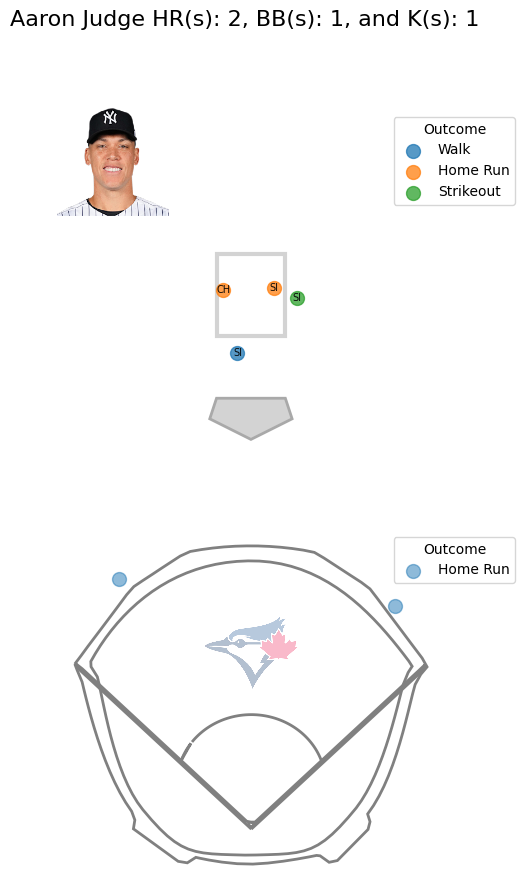 Aaron Judge HR(s): 2, BB(s): 1, and K(s): 1
Outcome
Walk
Home Run
Strikeout
CH
SI
SI
SI
Outcome
Home Run